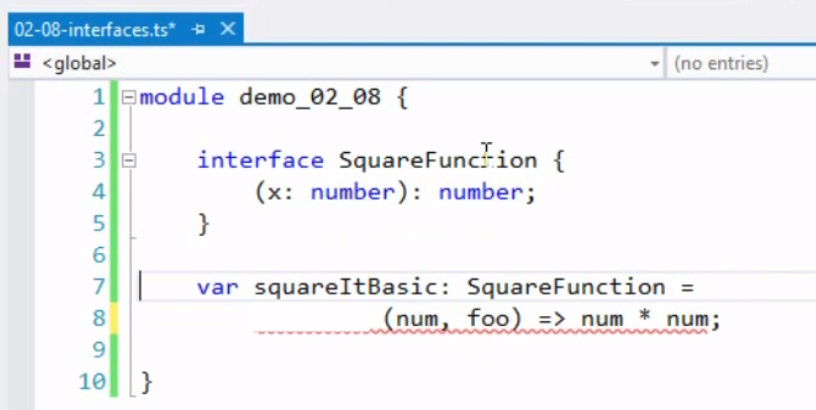 02-08-interfaces.ts*
<global> (no entries)
1 module demo_02_08 {
2
3 interface SquareFunction {
4 (x: number): number;
5 }
6
7 var squareItBasic: SquareFunction =
8 (num, foo) => num * num;
9
10 }